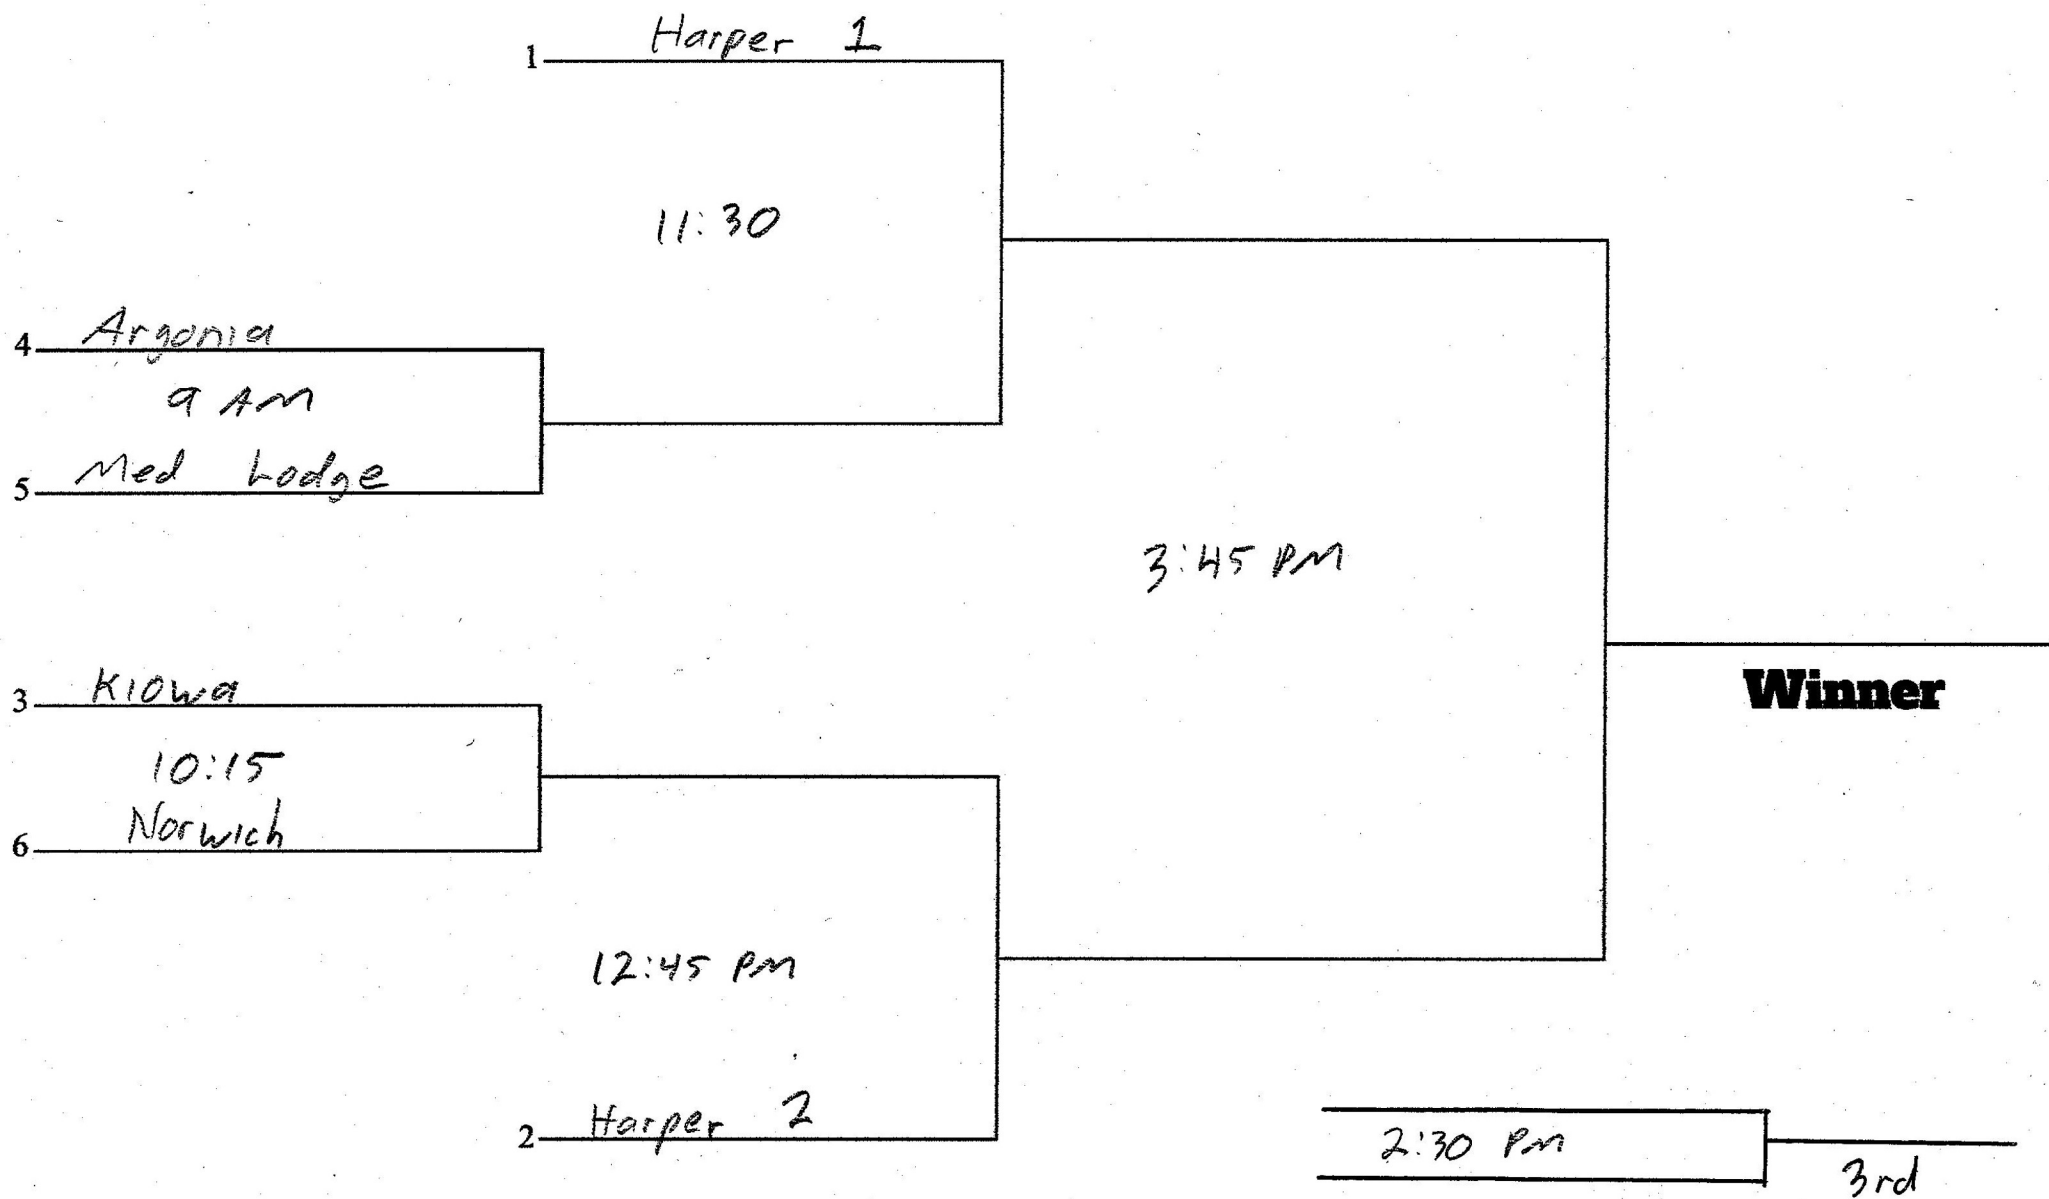 1 Harper 1
11:30
4 Argonia
9 AM
5 Med Lodge
3:45 PM
3 Kiowa
Winner
10:15
6 Norwich
12:45 PM
2 Harper 2
2:30 PM
3rd